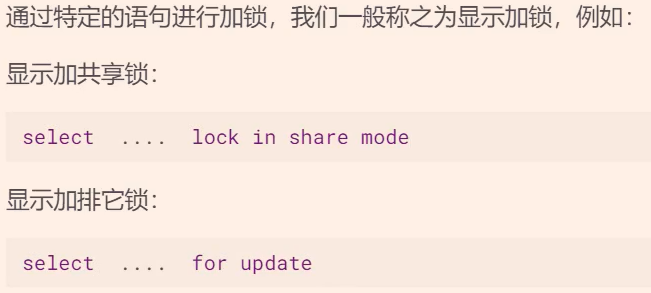 通过特定的语句进行加锁，我们一般称之为显示加锁，例如：
显示加共享锁：
select  ....  lock in share mode
显示加排它锁：
select  ....  for update